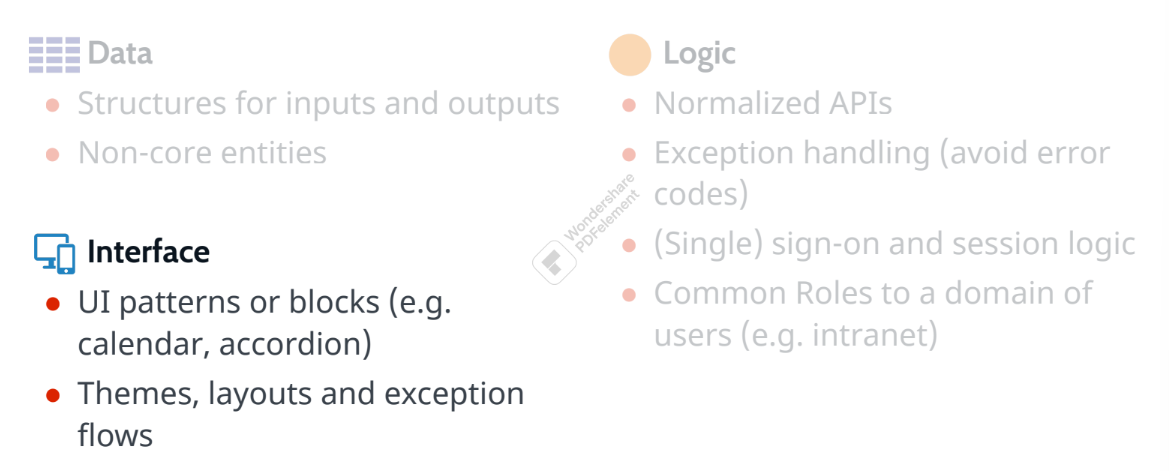 Data
Structures for inputs and outputs
Non-core entities
Interface
UI patterns or blocks (e.g.
calendar, accordion)
Themes, layouts and exception
flows
Logic
Normalized APIs
Exception handling (avoid error
codes)
(Single) sign-on and session logic
Common Roles to a domain of
users (e.g. intranet)
Wondershare
PDFelement